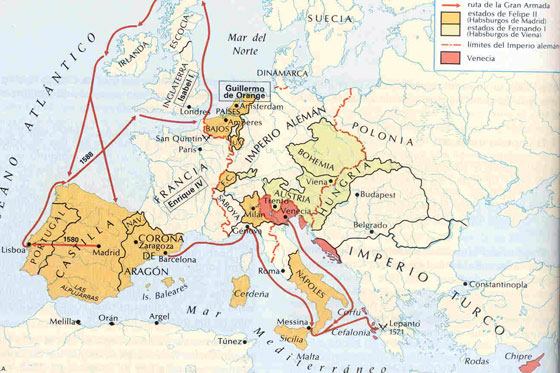 ruta de la Gran Armada
estados de Felipe II
(Habsburgos de Madrid)
estados de Fernando I
(Habsburgos de Viena)
límites del Imperio alemán
Venecia
SUECIA
ESCOCIA
Mar del
Norte
IRLANDA
DINAMARCA
INGLATERRA
Isabel I
Guillermo
de Orange
OCÉANO ATLÁNTICO
Londres
PAÍSES
BAJOS
Amsterdam
Amberes
IMPERIO ALEMÁN
POLONIA
San Quintín
París
1588
BOHEMIA
FRANCIA
Enrique IV
Viena
HUNGRÍA
AUSTRIA
Budapest
SABOYA
Trento
Milán
Venecia
Génova
Belgrado
PORTUGAL
CASTILLA
NAV.
CORONA
DE
ARAGÓN
Zaragoza
Barcelona
Lisboa
1580
Madrid
LAS
ALPUJARRAS
Is. Baleares
Roma
NÁPOLES
IMPERIO TURCO
Constantinopla
Cerdeña
Corfú
Lepanto
1571
Cefalonia
Messina
Sicilia
Malta
Melilla
Orán
Argel
Túnez
Mar Mediterráneo
Rodas
Chipre